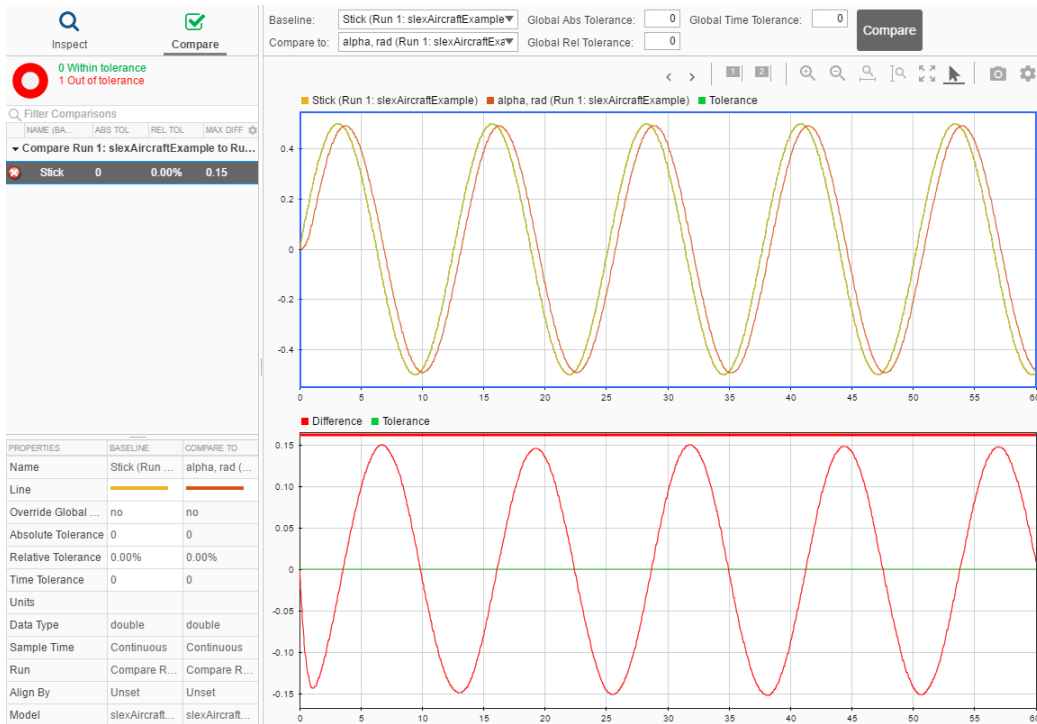 Inspect
Compare
0 Within tolerance
1 Out of tolerance
Filter Comparisons
NAME (BA... ABS TOL REL TOL MAX DIFF
Compare Run 1: slexAircraftExample to Ru...
Stick 0 0.00% 0.15
PROPERTIES BASELINE COMPARE TO
Name Stick (Run ... alpha, rad (...
Line
Override Global ... no no
Absolute Tolerance 0 0
Relative Tolerance 0.00% 0.00%
Time Tolerance 0 0
Units
Data Type double double
Sample Time Continuous Continuous
Run Compare R... Compare R...
Align By Unset Unset
Model slexAircraft... slexAircraft...
Baseline: Stick (Run 1: slexAircraftExample) Global Abs Tolerance: 0 Global Time Tolerance: 0
Compare to: alpha, rad (Run 1: slexAircraftExa Global Rel Tolerance: 0
Compare
1 2
Stick (Run 1: slexAircraftExample) alpha, rad (Run 1: slexAircraftExample) Tolerance
0.4
0.2
0
-0.2
-0.4
0 5 10 15 20 25 30 35 40 45 50 55 60
Difference Tolerance
0.15
0.10
0.05
0
-0.05
-0.10
-0.15
0 5 10 15 20 25 30 35 40 45 50 55 60